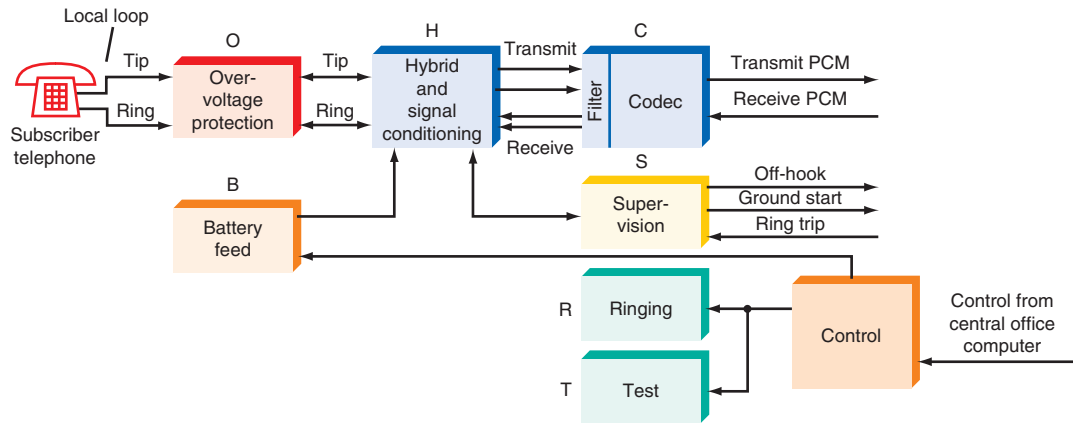 Local loop
O
H
C
Tip
Tip
Transmit
Transmit PCM
Over-
voltage
protection
Hybrid
and
signal
conditioning
Filter
Codec
Ring
Ring
Receive PCM
Receive
Subscriber
telephone
B
S
Battery
feed
Super-
vision
Off-hook
Ground start
Ring trip
R
Ringing
Control
Control from
central office
computer
T
Test